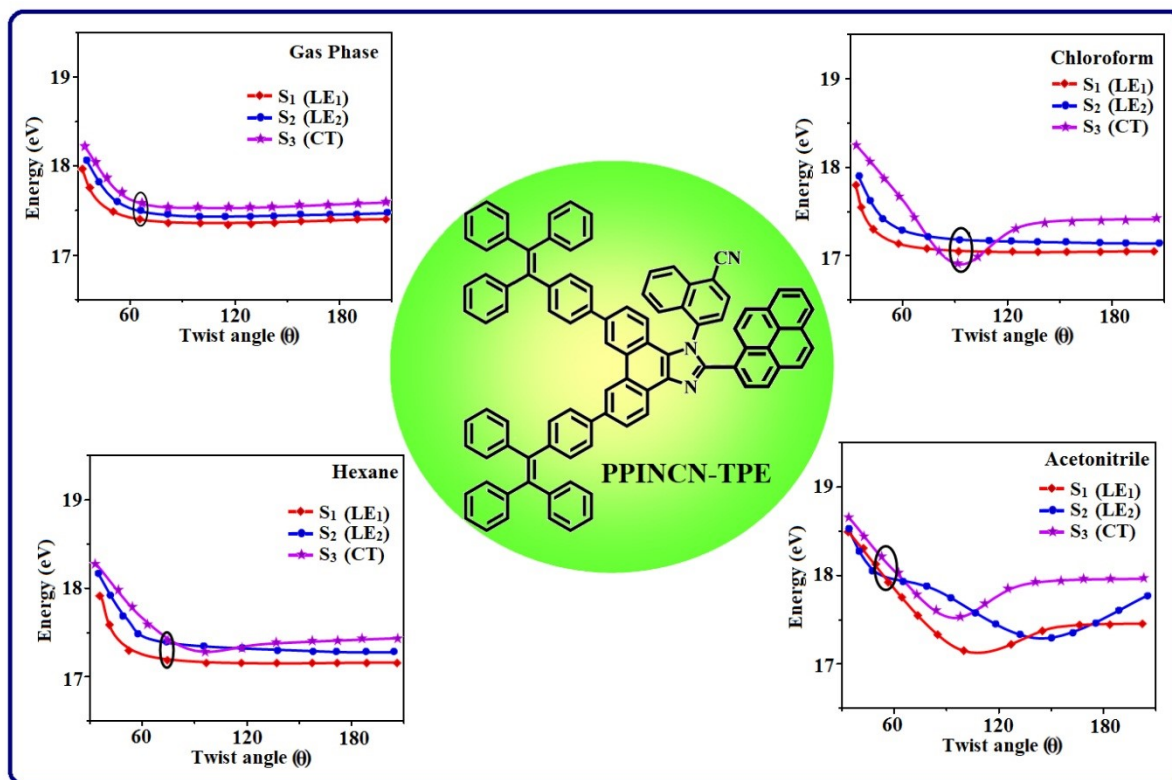 Gas Phase
S1 (LE1)
S2 (LE2)
S3 (CT)
Energy (eV)
19
18
17
60
120
180
Twist angle (θ)
Chloroform
S1 (LE1)
S2 (LE2)
S3 (CT)
Energy (eV)
19
18
17
60
120
180
Twist angle (θ)
CN
N
N
PPINCN-TPE
Hexane
S1 (LE1)
S2 (LE2)
S3 (CT)
Energy (eV)
19
18
17
60
120
180
Twist angle (θ)
Acetonitrile
S1 (LE1)
S2 (LE2)
S3 (CT)
Energy (eV)
19
18
17
60
120
180
Twist angle (θ)